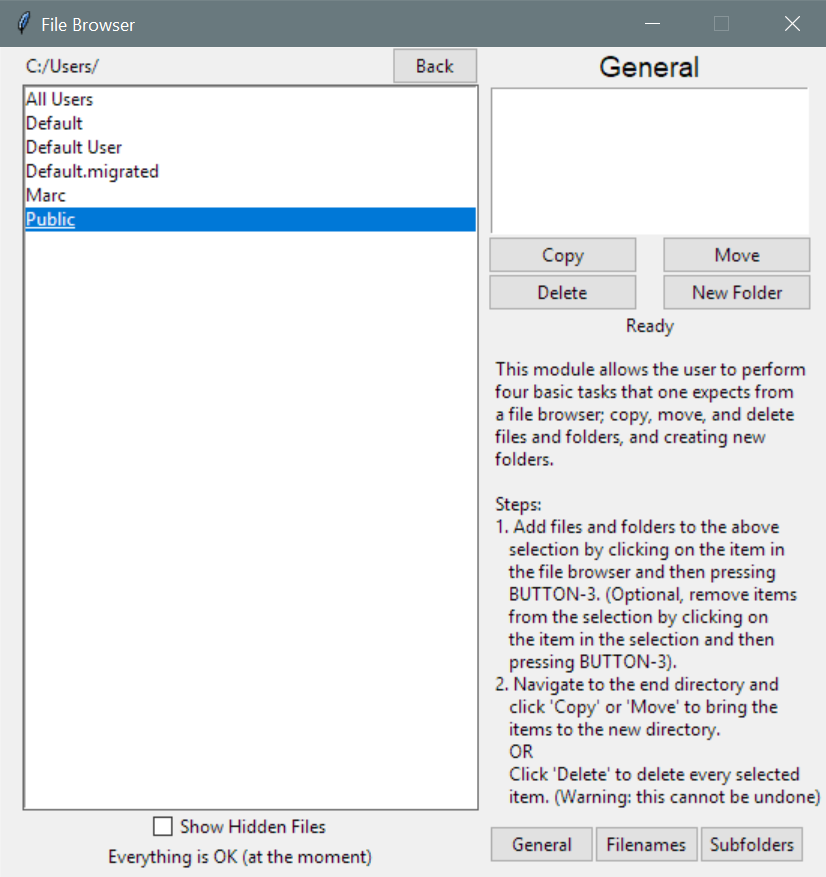 File Browser
C:/Users/
Back
All Users
Default
Default User
Default.migrated
Marc
Public
Show Hidden Files
Everything is OK (at the moment)
General
Copy
Move
Delete
New Folder
Ready
This module allows the user to perform
four basic tasks that one expects from
a file browser; copy, move, and delete
files and folders, and creating new
folders.
Steps:
1. Add files and folders to the above
selection by clicking on the item in
the file browser and then pressing
BUTTON-3. (Optional, remove items
from the selection by clicking on
the item in the selection and then
pressing BUTTON-3).
2. Navigate to the end directory and
click 'Copy' or 'Move' to bring the
items to the new directory.
OR
Click 'Delete' to delete every selected
item. (Warning: this cannot be undone)
General
Filenames
Subfolders